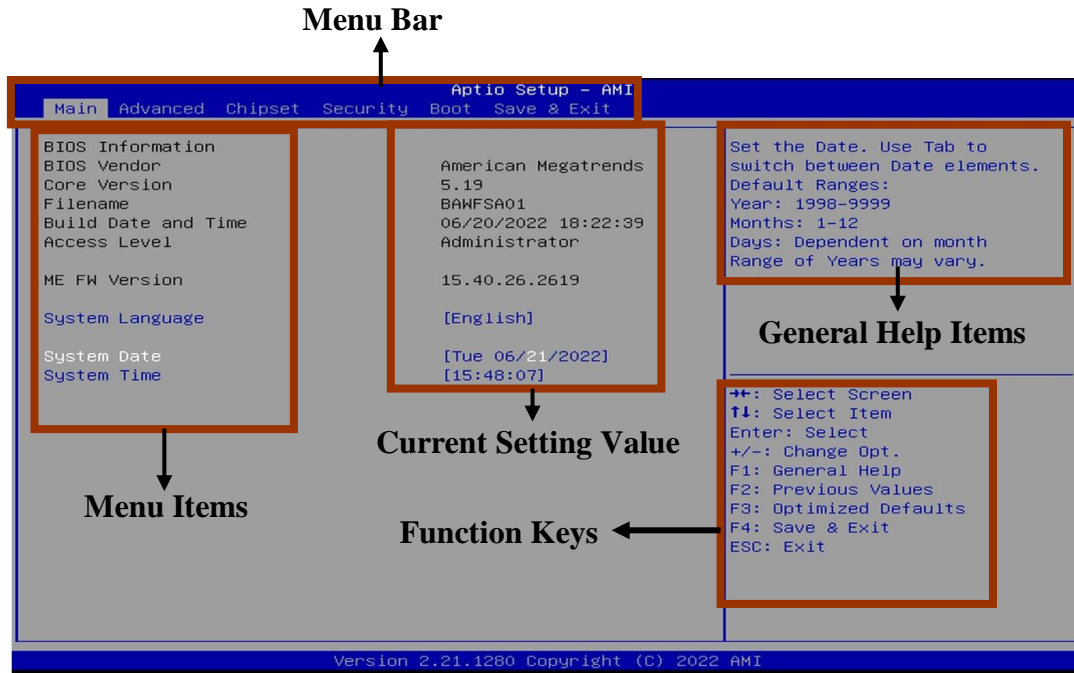 Menu Bar
Aptio Setup – AMI
Main Advanced Chipset Security Boot Save & Exit
BIOS Information
BIOS Vendor American Megatrends
Core Version 5.19
Filename BAWFSA01
Build Date and Time 06/20/2022 18:22:39
Access Level Administrator
ME FW Version 15.40.26.2619
System Language [English]
System Date [Tue 06/21/2022]
System Time [15:48:07]
Set the Date. Use Tab to
switch between Date elements.
Default Ranges:
Year: 1998-9999
Months: 1-12
Days: Dependent on month
Range of Years may vary.
General Help Items
→←: Select Screen
↑↓: Select Item
Enter: Select
+/-: Change Opt.
F1: General Help
F2: Previous Values
F3: Optimized Defaults
F4: Save & Exit
ESC: Exit
Current Setting Value
Menu Items
Function Keys
Version 2.21.1280 Copyright (C) 2022 AMI